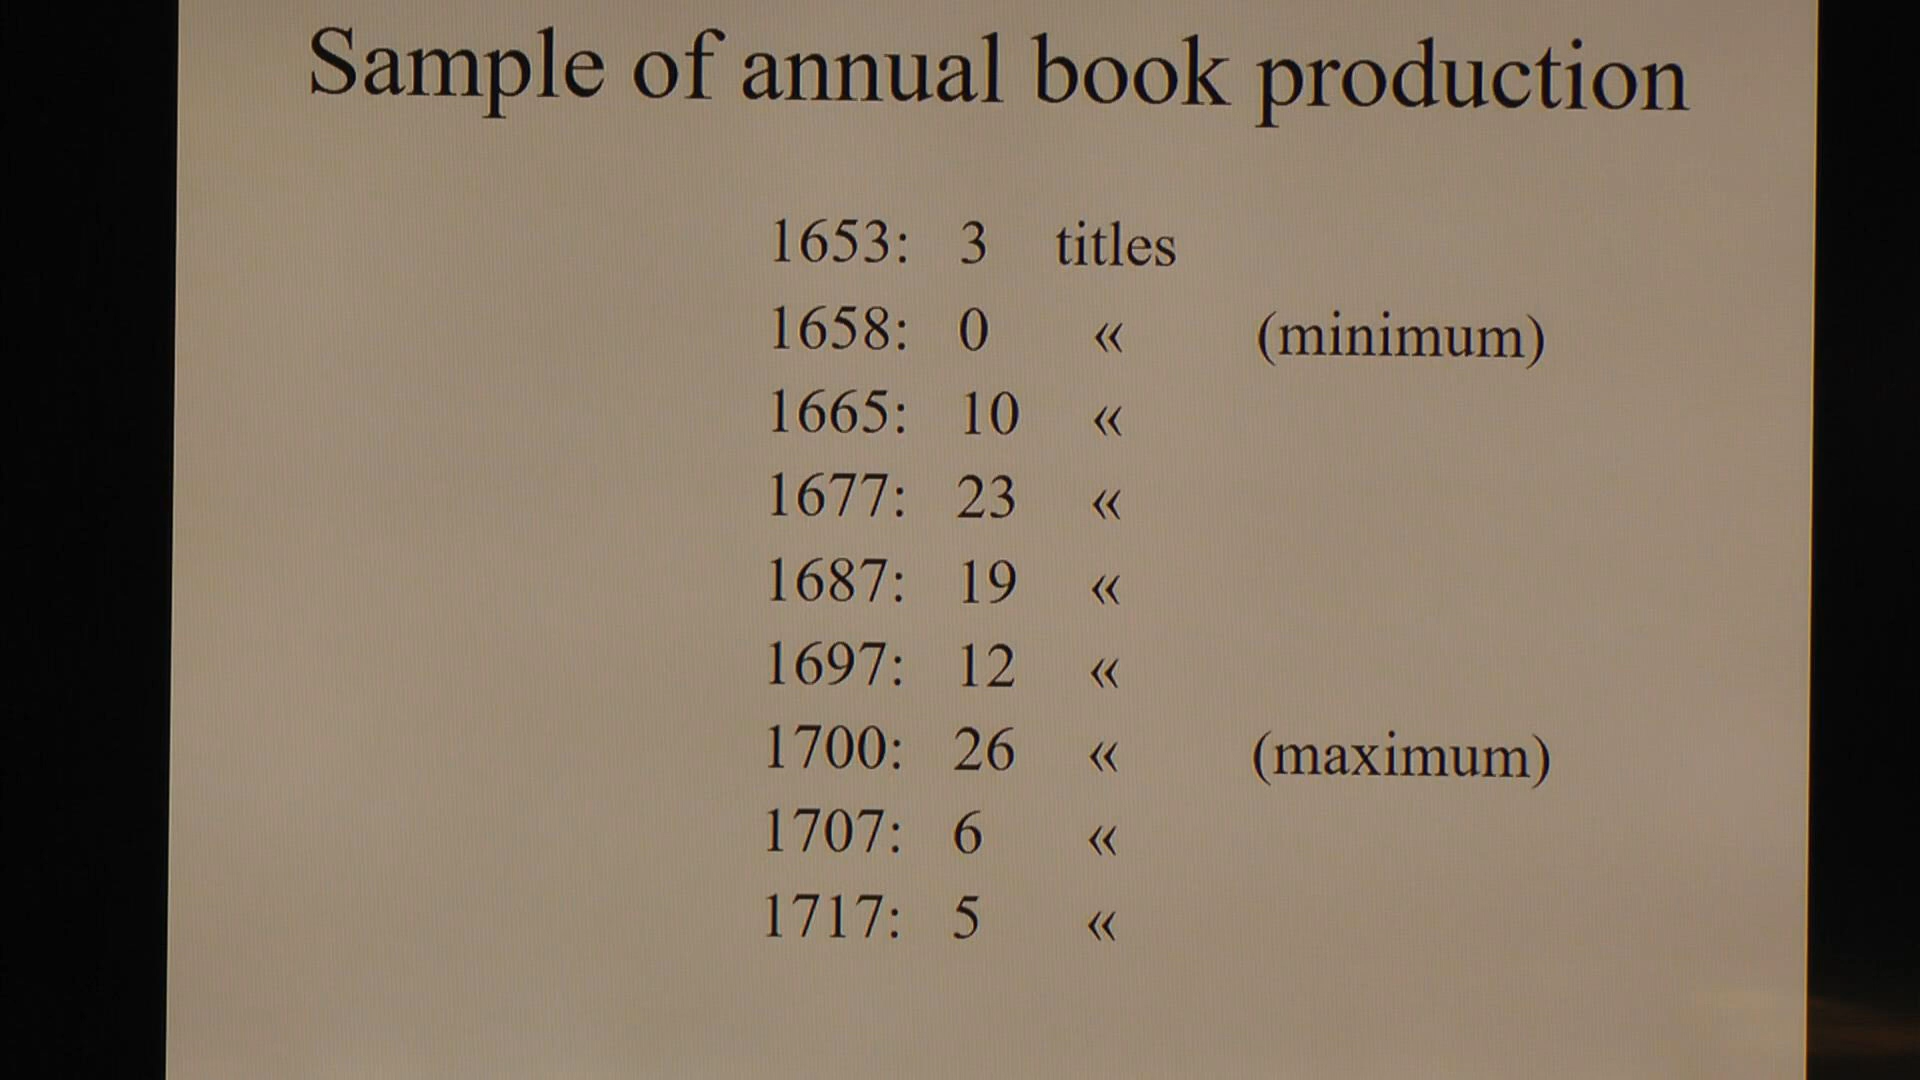 Sample of annual book production
1653: 3 titles
1658: 0 « (minimum)
1665: 10 «
1677: 23 «
1687: 19 «
1697: 12 «
1700: 26 « (maximum)
1707: 6 «
1717: 5 «